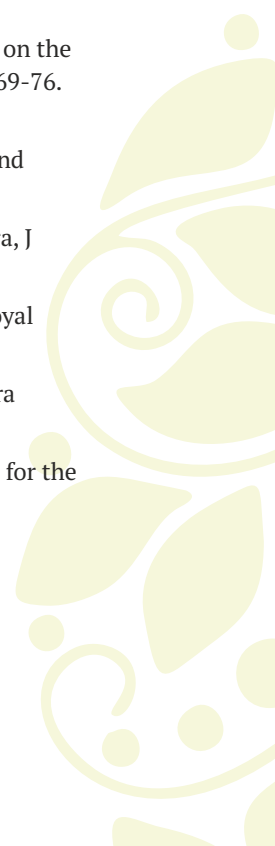 on the
69-76.
nd
a, J
oyal
ra
for the